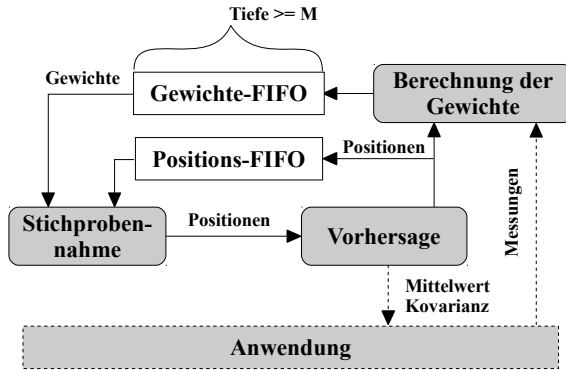 Tiefe >= M
Gewichte
Gewichte-FIFO
Berechnung der
Gewichte
Positions-FIFO
Positionen
Messungen
Stichproben-
nahme
Positionen
Vorhersage
Mittelwert
Kovarianz
Anwendung